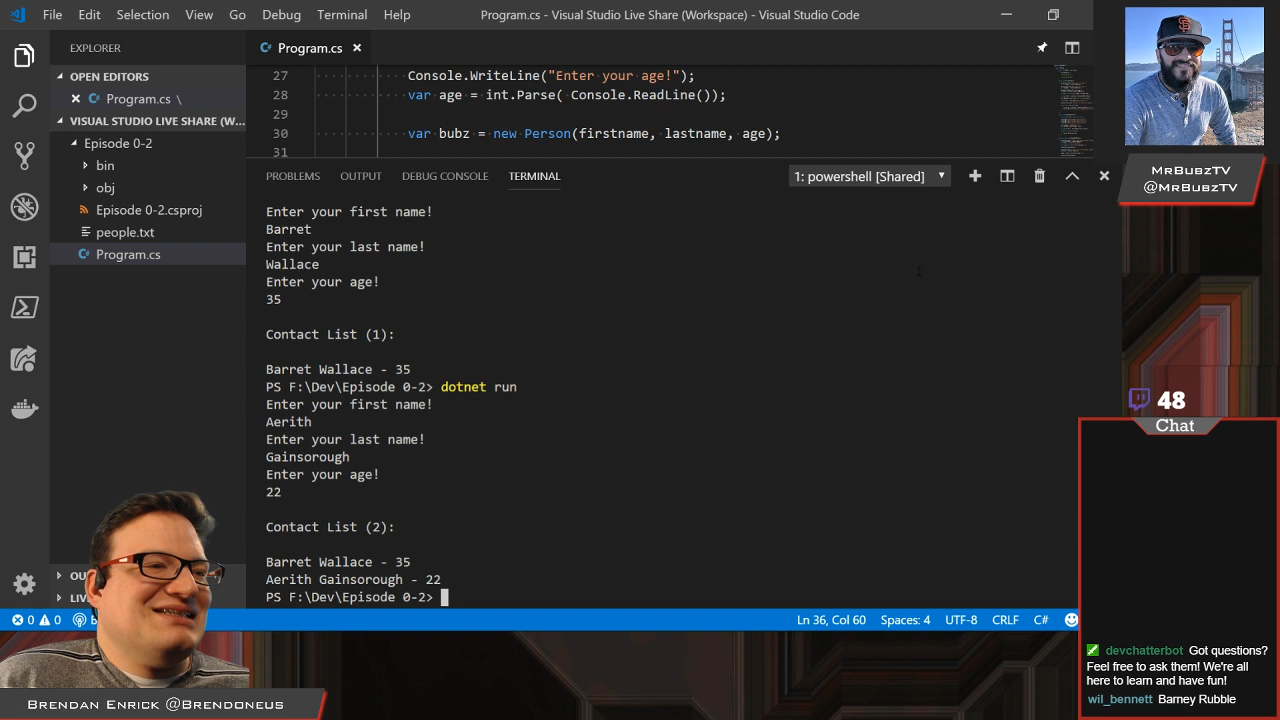 File Edit Selection View Go Debug Terminal Help
Program.cs - Visual Studio Live Share (Workspace) - Visual Studio Code
EXPLORER
OPEN EDITORS
Program.cs \
VISUAL STUDIO LIVE SHARE (W...
Episode 0-2
bin
obj
Episode 0-2.csproj
people.txt
Program.cs
Program.cs
27 Console.WriteLine("Enter your age!");
28 var age = int.Parse( Console.ReadLine());
29
30 var bubz = new Person(firstname, lastname, age);
31
PROBLEMS OUTPUT DEBUG CONSOLE TERMINAL
1: powershell [Shared]
Enter your first name!
Barret
Enter your last name!
Wallace
Enter your age!
35
Contact List (1):
Barret Wallace - 35
PS F:\Dev\Episode 0-2> dotnet run
Enter your first name!
Aerith
Enter your last name!
Gainsorough
Enter your age!
22
Contact List (2):
Barret Wallace - 35
Aerith Gainsorough - 22
PS F:\Dev\Episode 0-2>
0 0
Ln 36, Col 60 Spaces: 4 UTF-8 CRLF C#
MrBubzTV
@MrBubzTV
48
Chat
devchatterbot Got questions?
Feel free to ask them! We're all
here to learn and have fun!
wil_bennett Barney Rubble
Brendan Enrick @Brendoneus